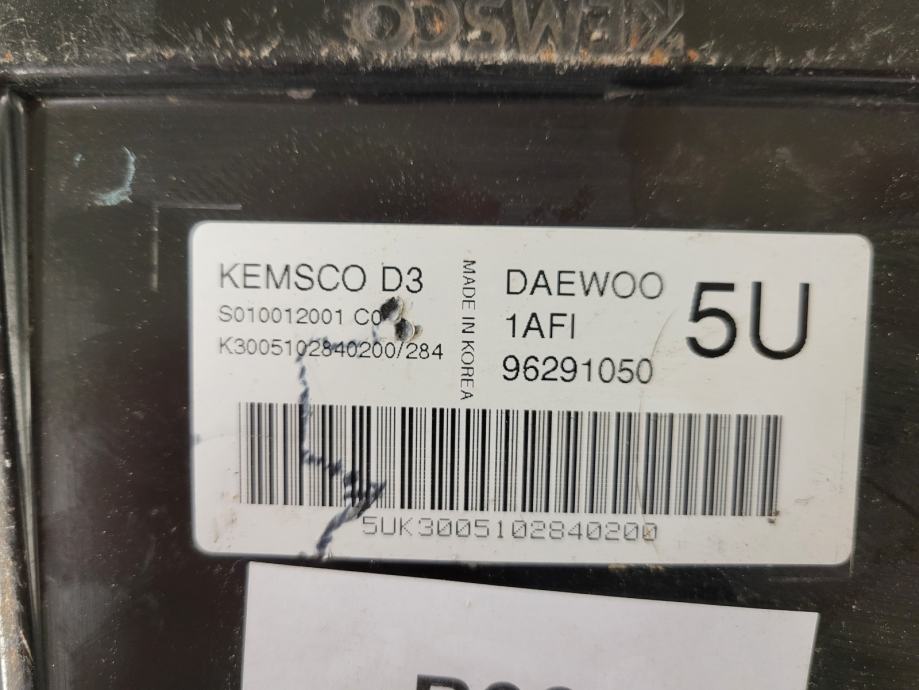 KEMSCO
KEMSCO D3
S010012001 C0
K3005102840200/284
MADE IN KOREA
DAEWOO
1AFI
96291050
5U
5UK3005102840200